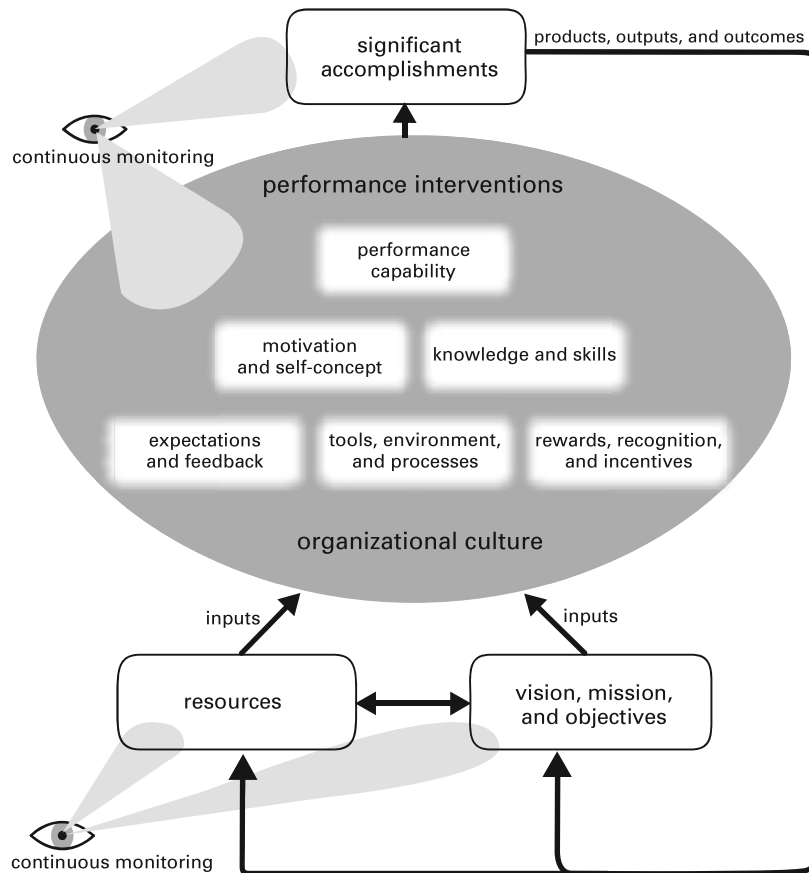 significant
accomplishments
products, outputs, and outcomes
continuous monitoring
performance interventions
performance
capability
motivation
and self-concept
knowledge and skills
expectations
and feedback
tools, environment,
and processes
rewards, recognition,
and incentives
organizational culture
inputs
inputs
resources
vision, mission,
and objectives
continuous monitoring